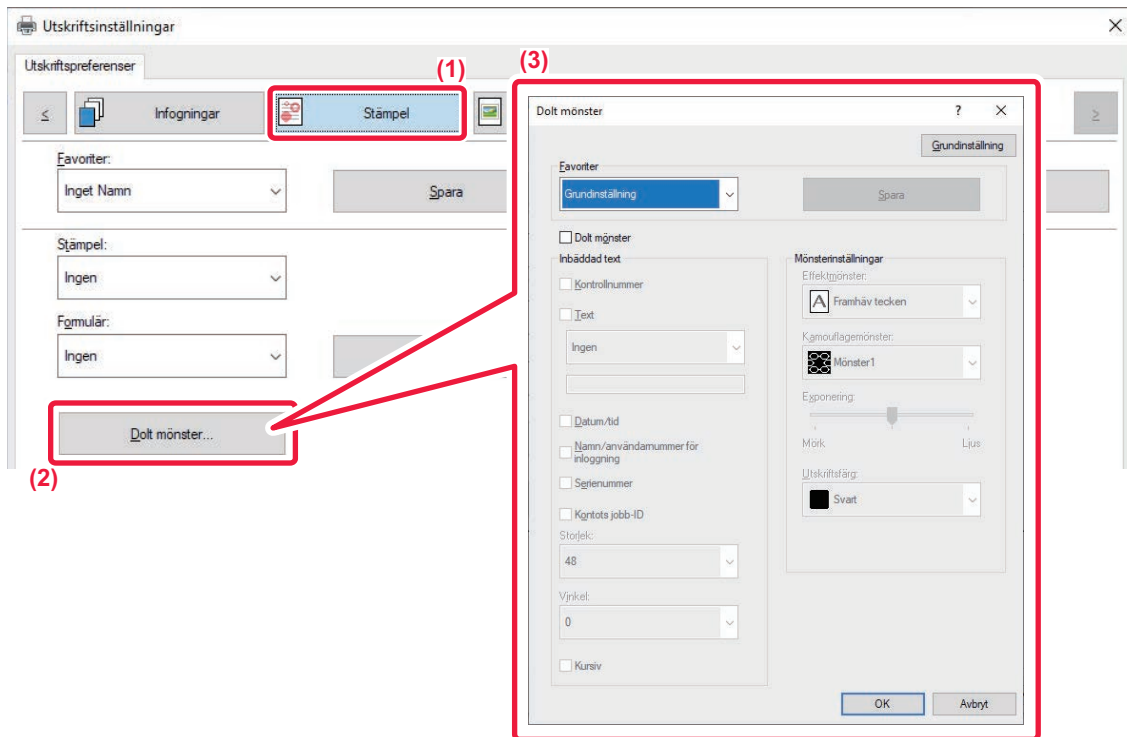 Utskriftsinställningar
Utskriftspreferenser
(1)
(3)
≤
Infogningar
Stämpel
≥
Favoriter:
Inget Namn
Spara
Stämpel:
Ingen
Formulär:
Ingen
Dolt mönster...
(2)
Dolt mönster
?
Grundinställning
Favoriter
Grundinställning
Spara
Dolt mönster
Inbäddad text
Kontrollnummer
Text
Ingen
Datum/tid
Namn/användarnummer för
inloggning
Serienummer
Kontots jobb-ID
Storlek:
48
Vinkel:
0
Kursiv
Mönsterinställningar
Effektmönster:
A Framhäv tecken
Kamouflagemönster:
Mönster1
Exponering:
Mörk
Ljus
Utskriftsfärg:
Svart
OK
Avbryt